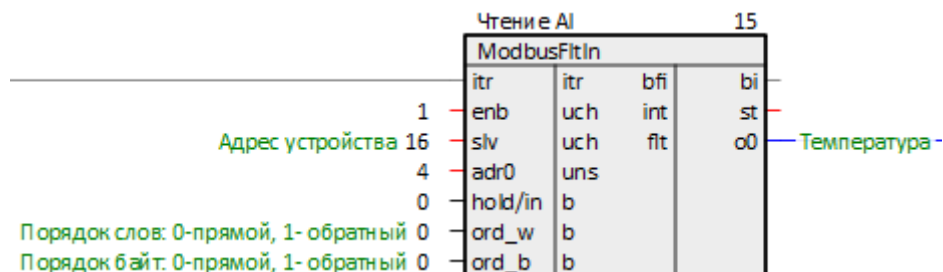 Чтение AI 15
ModbusFltIn
itr itr bfi bi
1 enb uch int st
Адрес устройства 16 slv uch flt o0 Температура
4 adr0 uns
0 hold/in b
Порядок слов: 0-прямой, 1- обратный 0 ord_w b
Порядок байт: 0-прямой, 1- обратный 0 ord_b b